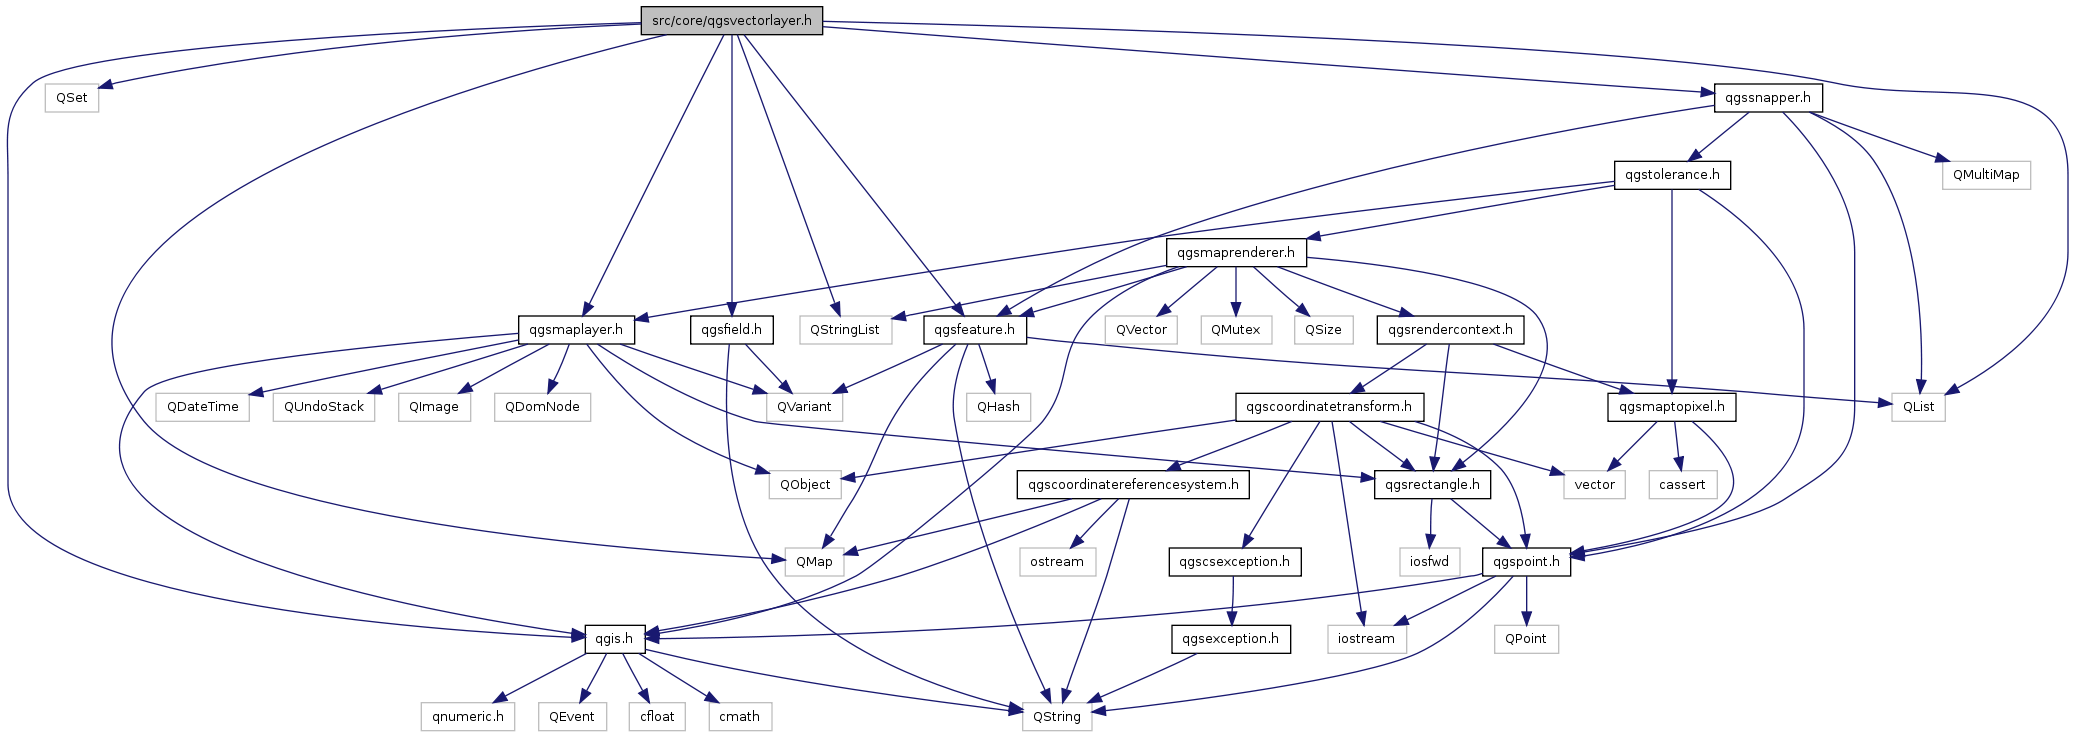 src/core/qgsvectorlayer.h
QSet
qgssnapper.h
qgstolerance.h
QMultiMap
qgsmaprenderer.h
qgsmaplayer.h
qgsfield.h
QStringList
qgsfeature.h
QVector
QMutex
QSize
qgsrendercontext.h
QDateTime
QUndoStack
QImage
QDomNode
QVariant
QHash
qgscoordinatetransform.h
qgsmaptopixel.h
QList
QObject
qgscoordinatereferencesystem.h
qgsrectangle.h
vector
cassert
QMap
ostream
qgscsexception.h
iosfwd
qgspoint.h
qgis.h
qgsexception.h
iostream
QPoint
qnumeric.h
QEvent
cfloat
cmath
QString